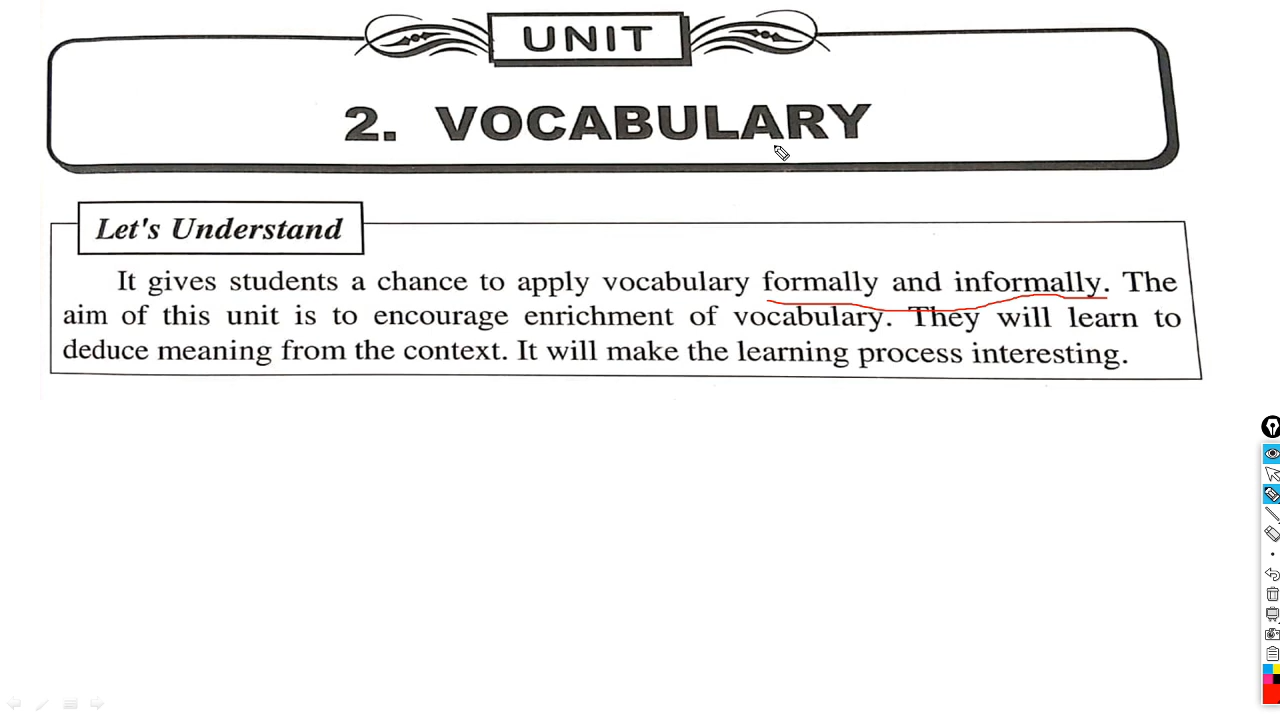 UNIT
2. VOCABULARY
Let's Understand
It gives students a chance to apply vocabulary formally and informally. The
aim of this unit is to encourage enrichment of vocabulary. They will learn to
deduce meaning from the context. It will make the learning process interesting.